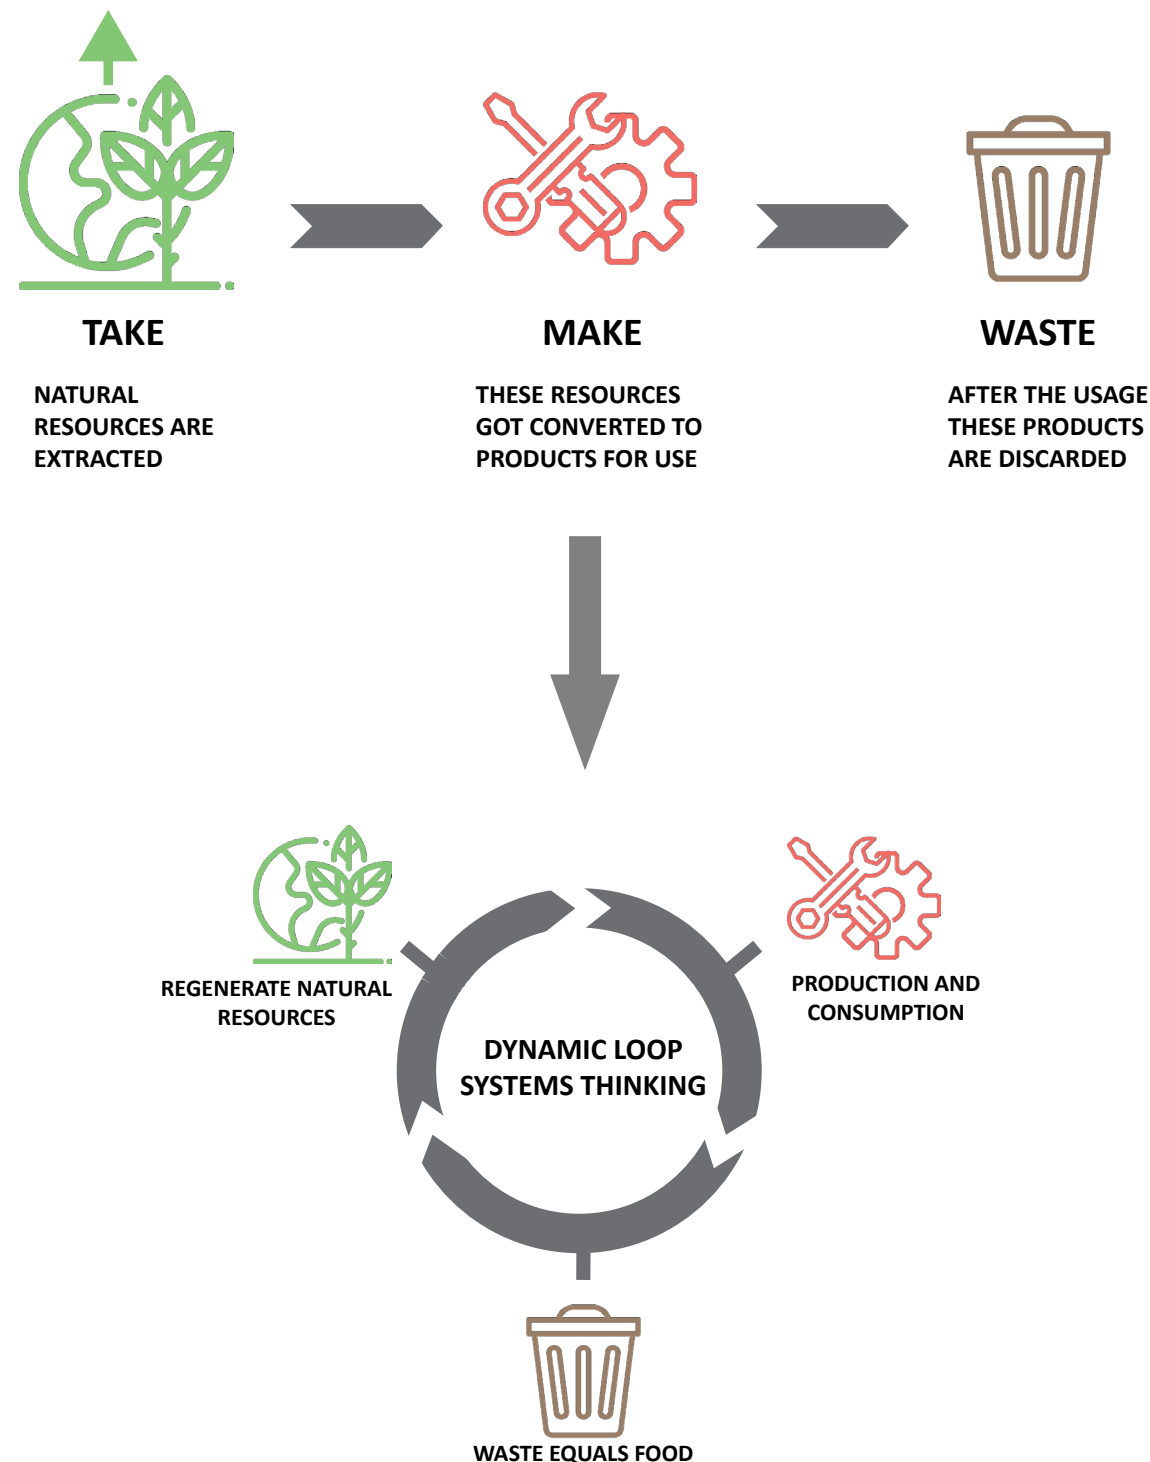 TAKE
MAKE
WASTE
NATURAL
RESOURCES ARE
EXTRACTED
THESE RESOURCES
GOT CONVERTED TO
PRODUCTS FOR USE
AFTER THE USAGE
THESE PRODUCTS
ARE DISCARDED
REGENERATE NATURAL
RESOURCES
PRODUCTION AND
CONSUMPTION
DYNAMIC LOOP
SYSTEMS THINKING
WASTE EQUALS FOOD